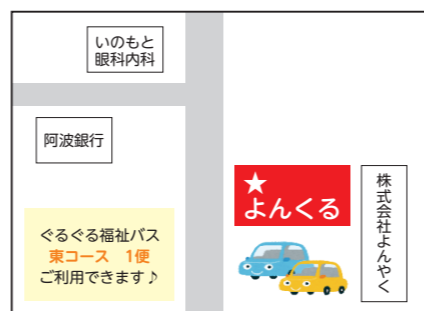 いのもと
眼科内科
阿波銀行
★
よんくる
株式会社よんやく
ぐるぐる福祉バス
東コース　1便
ご利用できます♪